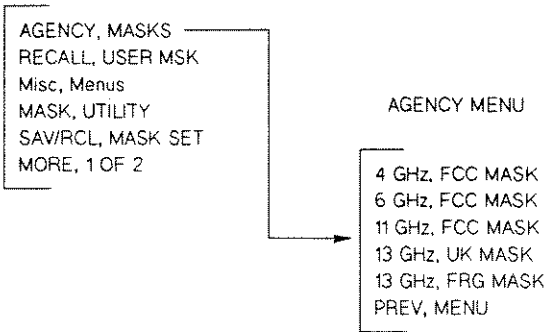 AGENCY, MASKS
RECALL, USER MSK
Misc, Menus
MASK, UTILITY
SAV/RCL, MASK SET
MORE, 1 OF 2
AGENCY MENU
4 GHz, FCC MASK
6 GHz, FCC MASK
11 GHz, FCC MASK
13 GHz, UK MASK
13 GHz, FRG MASK
PREV, MENU